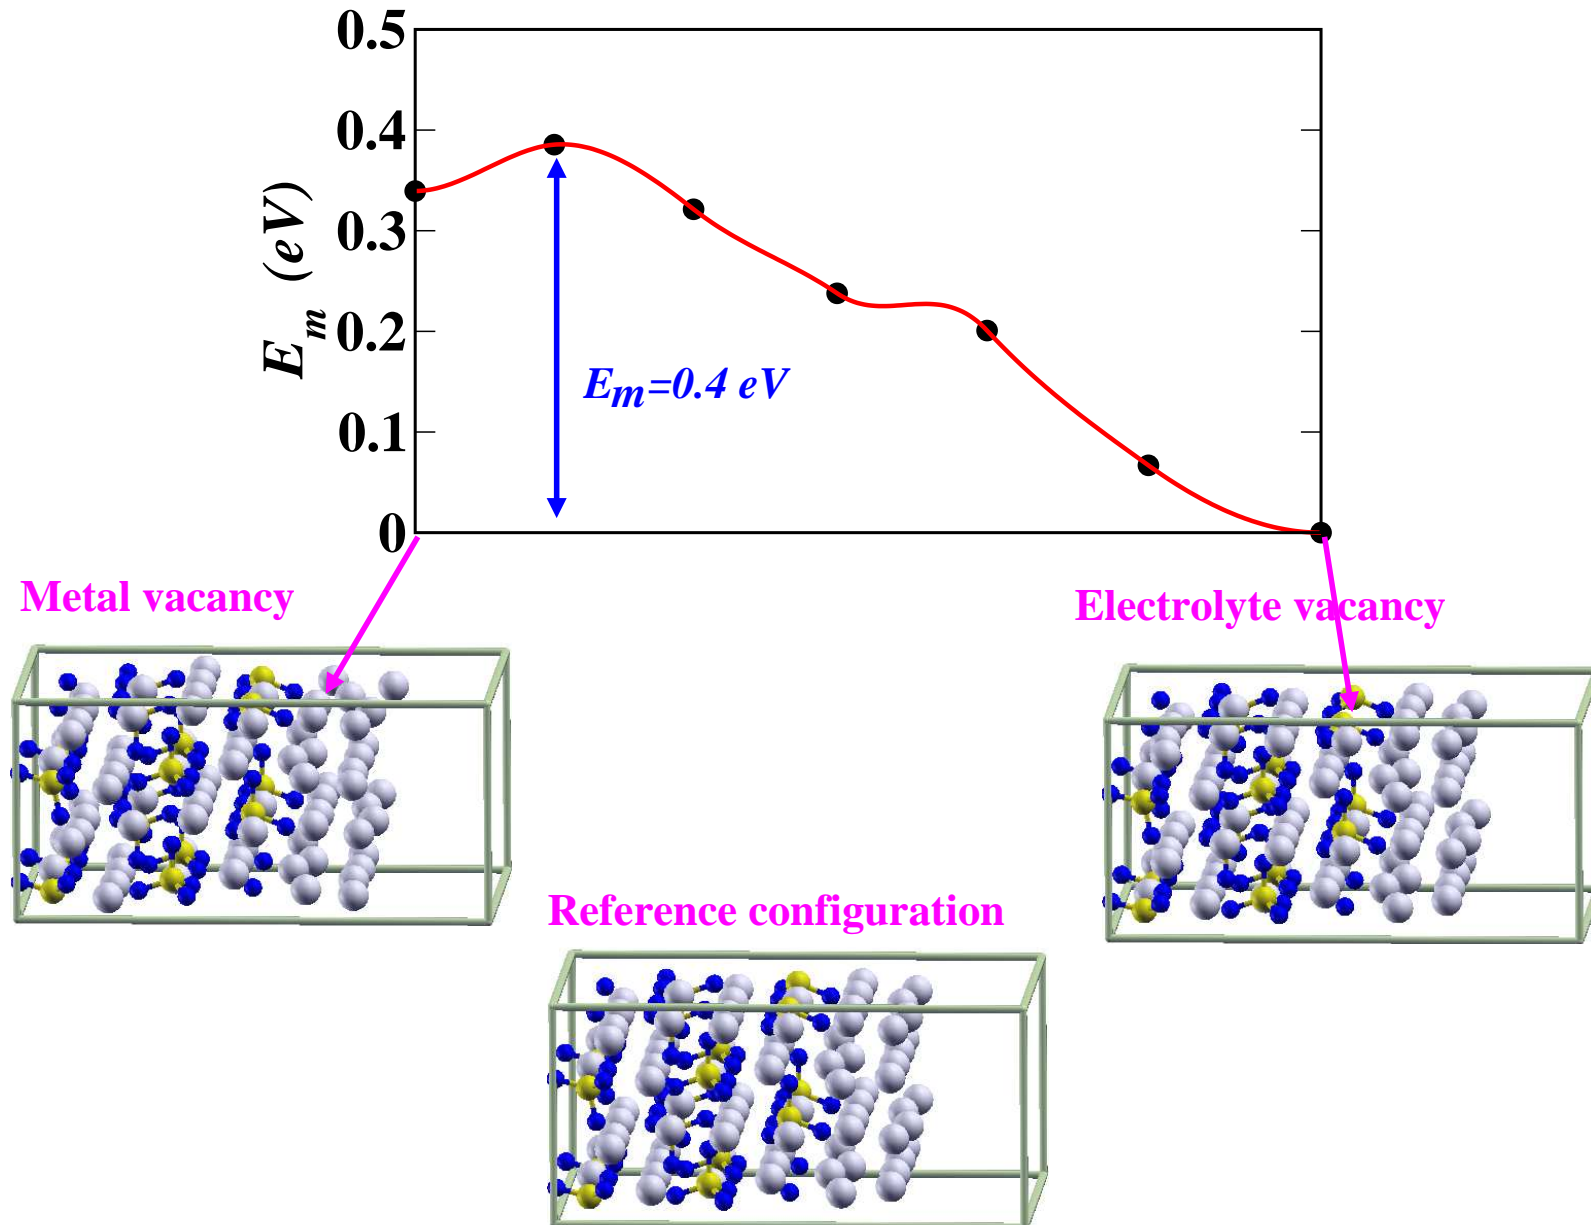 0.5
0.4
0.3
0.2
0.1
0
E_m (eV)
E_m=0.4 eV
Metal vacancy
Electrolyte vacancy
Reference configuration